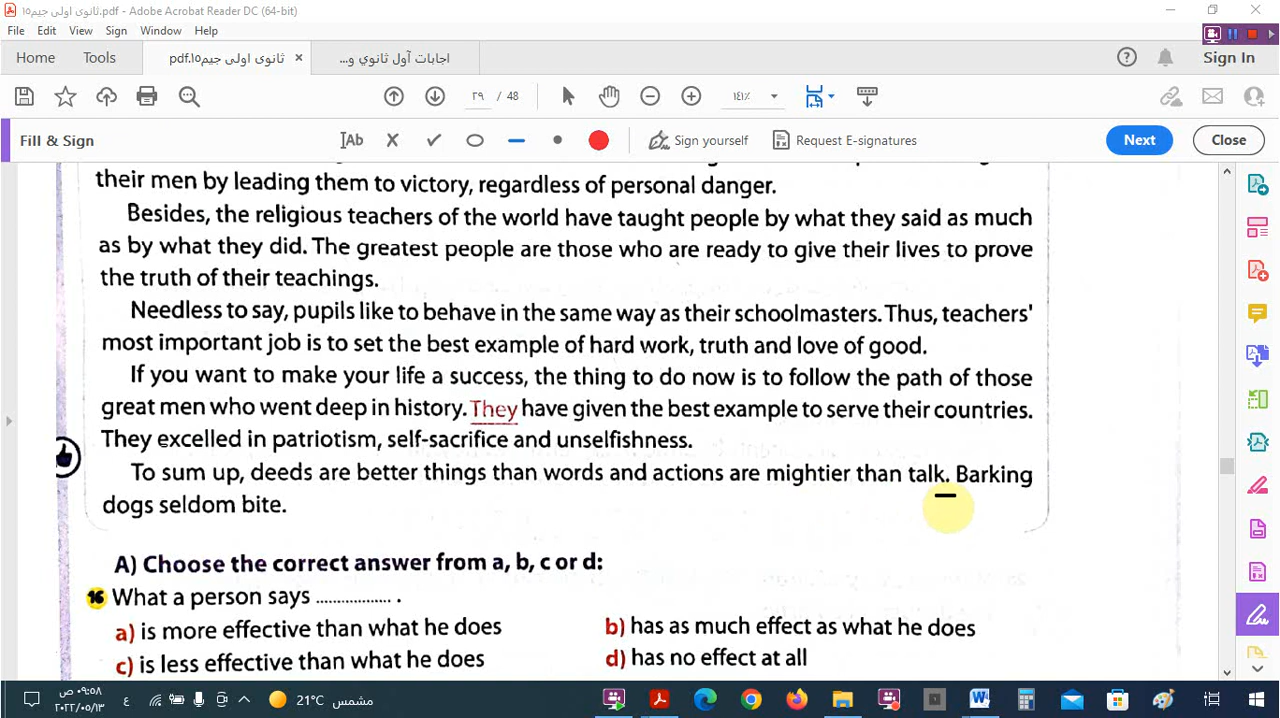 ثانوى اولى جيم١٥.pdf - Adobe Acrobat Reader DC (64-bit)
File Edit View Sign Window Help
Home Tools ثانوى اولى جيم١٥.pdf × اجابات أول ثانوي و... Sign In
٢٩ / 48 ١٤١٪
Fill & Sign Ab Sign yourself Request E-signatures Next Close
their men by leading them to victory, regardless of personal danger.
Besides, the religious teachers of the world have taught people by what they said as much
as by what they did. The greatest people are those who are ready to give their lives to prove
the truth of their teachings.
Needless to say, pupils like to behave in the same way as their schoolmasters. Thus, teachers'
most important job is to set the best example of hard work, truth and love of good.
If you want to make your life a success, the thing to do now is to follow the path of those
great men who went deep in history. They have given the best example to serve their countries.
They excelled in patriotism, self-sacrifice and unselfishness.
To sum up, deeds are better things than words and actions are mightier than talk. Barking
dogs seldom bite.
A) Choose the correct answer from a, b, c or d:
16 What a person says .................. .
a) is more effective than what he does b) has as much effect as what he does
c) is less effective than what he does d) has no effect at all
٠٩:٥٨ ص
٢٠٢٢/٠٥/١٣
ع
21°C مشمس